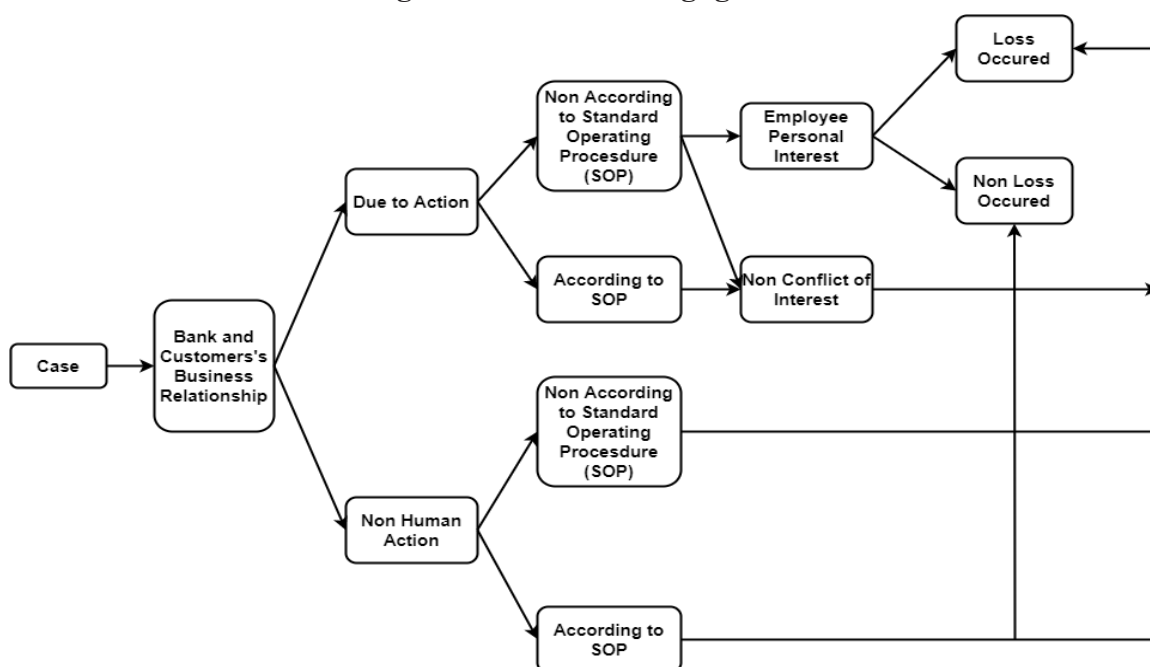 Loss
Occured
Non According
to Standard
Operating
Procesdure
(SOP)
Employee
Personal
Interest
Due to Action
Non Loss
Occured
According to
SOP
Non Conflict of
Interest
Case
Bank and
Customers's
Business
Relationship
Non According
to Standard
Operating
Procesdure
(SOP)
Non Human
Action
According to
SOP